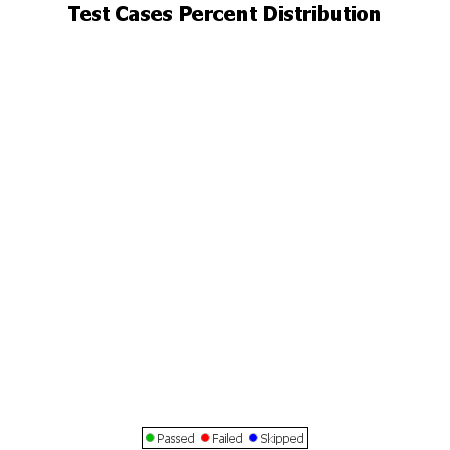 Test Cases Percent Distribution
Passed Failed Skipped